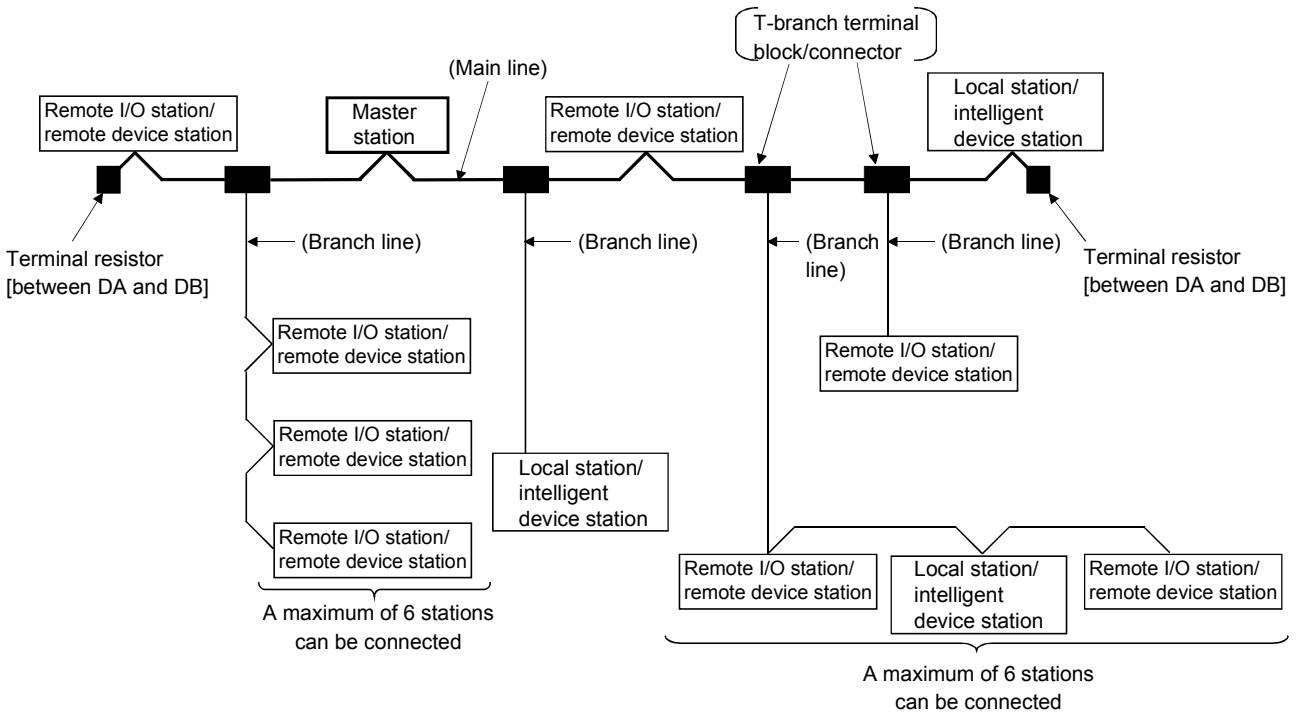 T-branch terminal
block/connector
(Main line)
Remote I/O station/
remote device station
Master
station
Remote I/O station/
remote device station
Local station/
intelligent
device station
Terminal resistor
[between DA and DB]
(Branch line)
(Branch line)
(Branch
line)
(Branch line)
Terminal resistor
[between DA and DB]
Remote I/O station/
remote device station
Remote I/O station/
remote device station
Remote I/O station/
remote device station
A maximum of 6 stations
can be connected
Local station/
intelligent
device station
Remote I/O station/
remote device station
Remote I/O station/
remote device station
Local station/
intelligent
device station
Remote I/O station/
remote device station
A maximum of 6 stations
can be connected